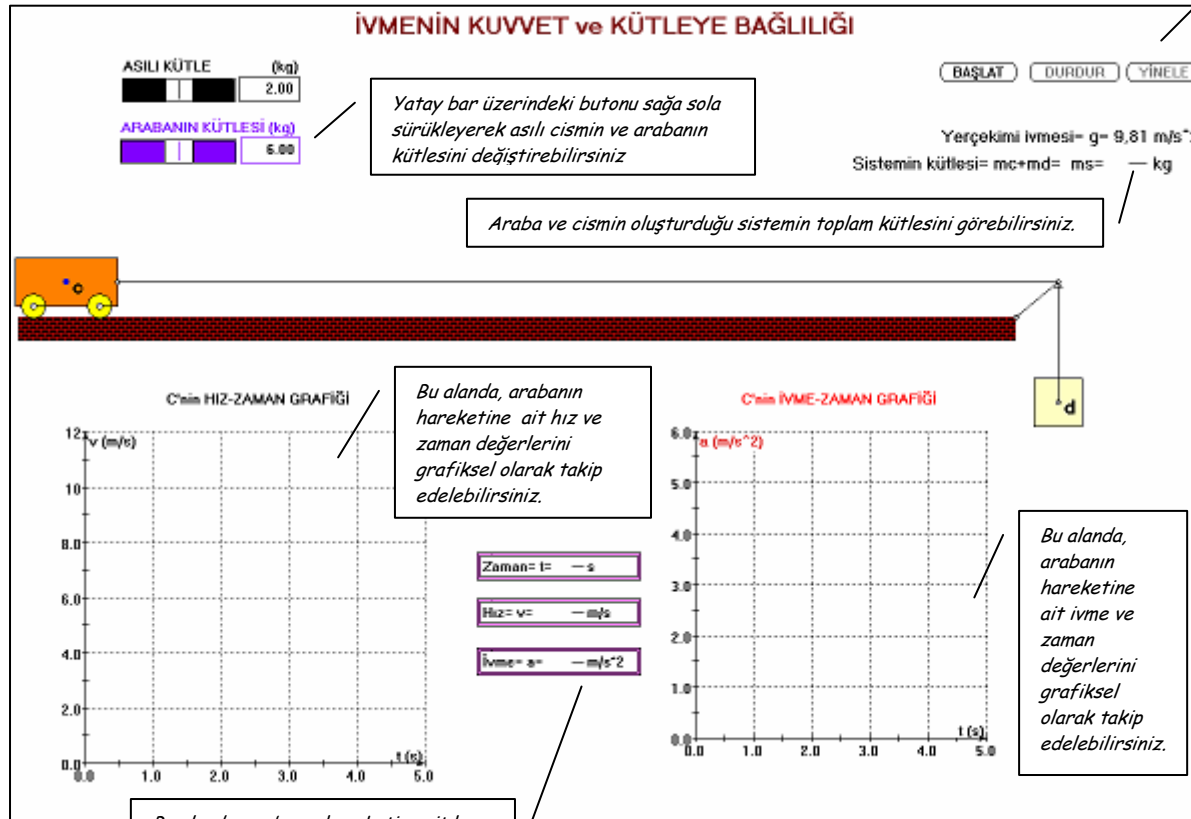 İVMENİN KUVVET ve KÜTLEYE BAĞLILIĞI
ASILI KÜTLE (kg)
2.00
ARABANIN KÜTLESİ (kg)
6.00
Yatay bar üzerindeki butonu sağa sola
sürükleyerek asılı cismin ve arabanın
kütlesini değiştirebilirsiniz
BAŞLAT DURDUR YİNELE
Yerçekimi ivmesi= g= 9,81 m/s^
Sistemin kütlesi= mc+md= ms= — kg
Araba ve cismin oluşturduğu sistemin toplam kütlesini görebilirsiniz.
c
d
C'nin HIZ-ZAMAN GRAFİĞİ
Bu alanda, arabanın
hareketine ait hız ve
zaman değerlerini
grafiksel olarak takip
edelebilirsiniz.
12
v (m/s)
10
8.0
6.0
4.0
2.0
0.0
t (s)
0.0 1.0 2.0 3.0 4.0 5.0
Zaman= t= — s
Hız= v= — m/s
İvme= a= — m/s^2
C'nin İVME-ZAMAN GRAFİĞİ
6.0
a (m/s^2)
5.0
4.0
3.0
2.0
1.0
0.0
t (s)
0.0 1.0 2.0 3.0 4.0 5.0
Bu alanda,
arabanın
hareketine
ait ivme ve
zaman
değerlerini
grafiksel
olarak takip
edelebilirsiniz.